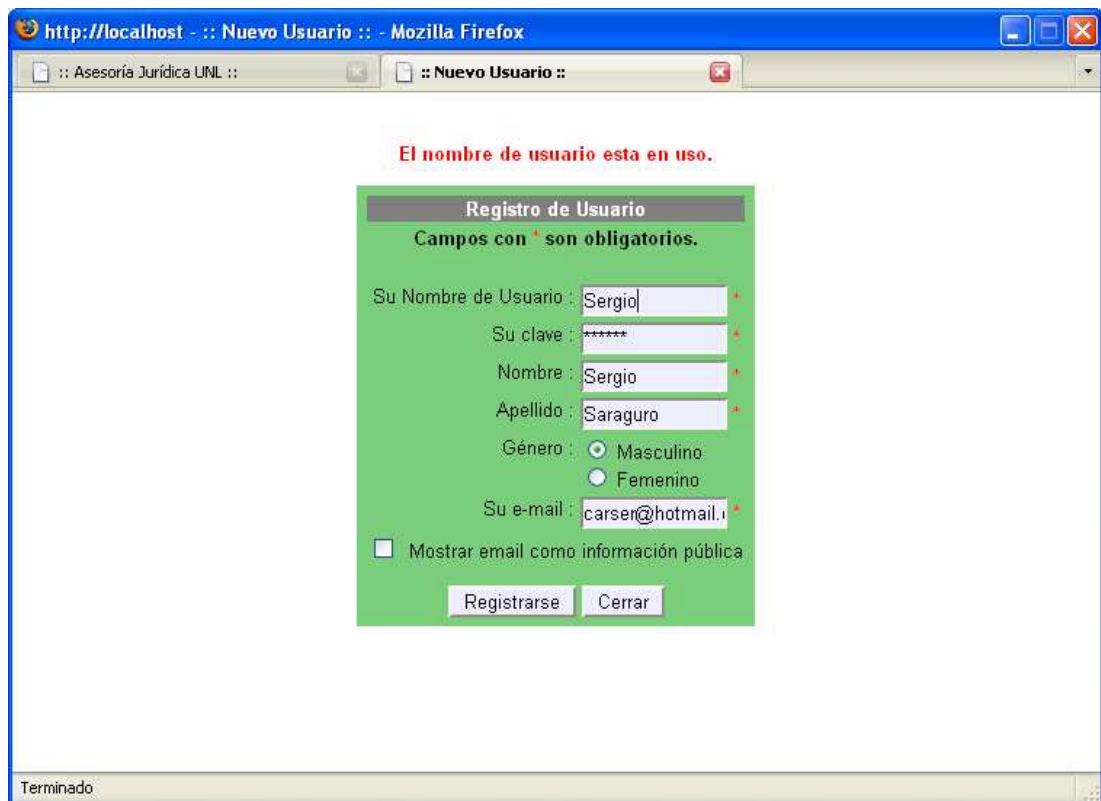 http://localhost - :: Nuevo Usuario :: - Mozilla Firefox
:: Asesoría Jurídica UNL :: :: Nuevo Usuario ::
El nombre de usuario esta en uso.
Registro de Usuario
Campos con * son obligatorios.
Su Nombre de Usuario : Sergio *
Su clave : ****** *
Nombre : Sergio *
Apellido : Saraguro *
Género : Masculino
Femenino
Su e-mail : carser@hotmail. *
Mostrar email como información pública
Registrarse Cerrar
Terminado